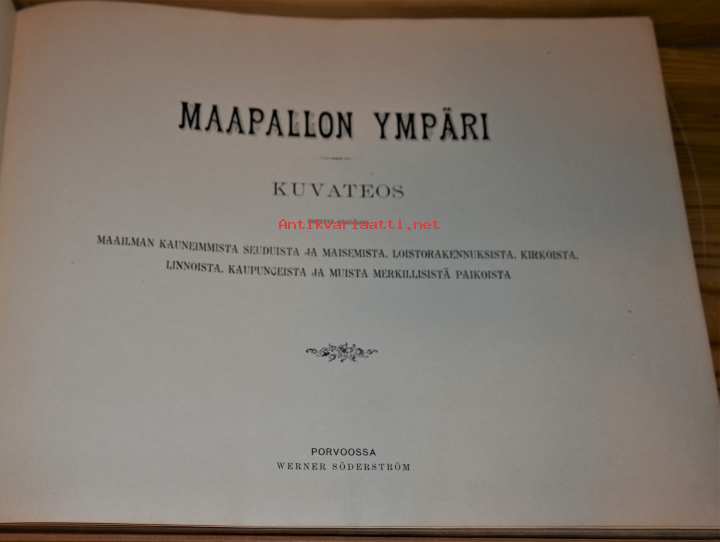 MAAPALLON YMPÄRI
KUVATEOS
Antikvariaatti.net
MAAILMAN KAUNEIMMISTA SEUDUISTA JA MAISEMISTA, LOISTORAKENNUKSISTA, KIRKOISTA,
LINNOISTA, KAUPUNGEISTA JA MUISTA MERKILLISISTÄ PAIKOISTA
PORVOOSSA
WERNER SÖDERSTRÖM